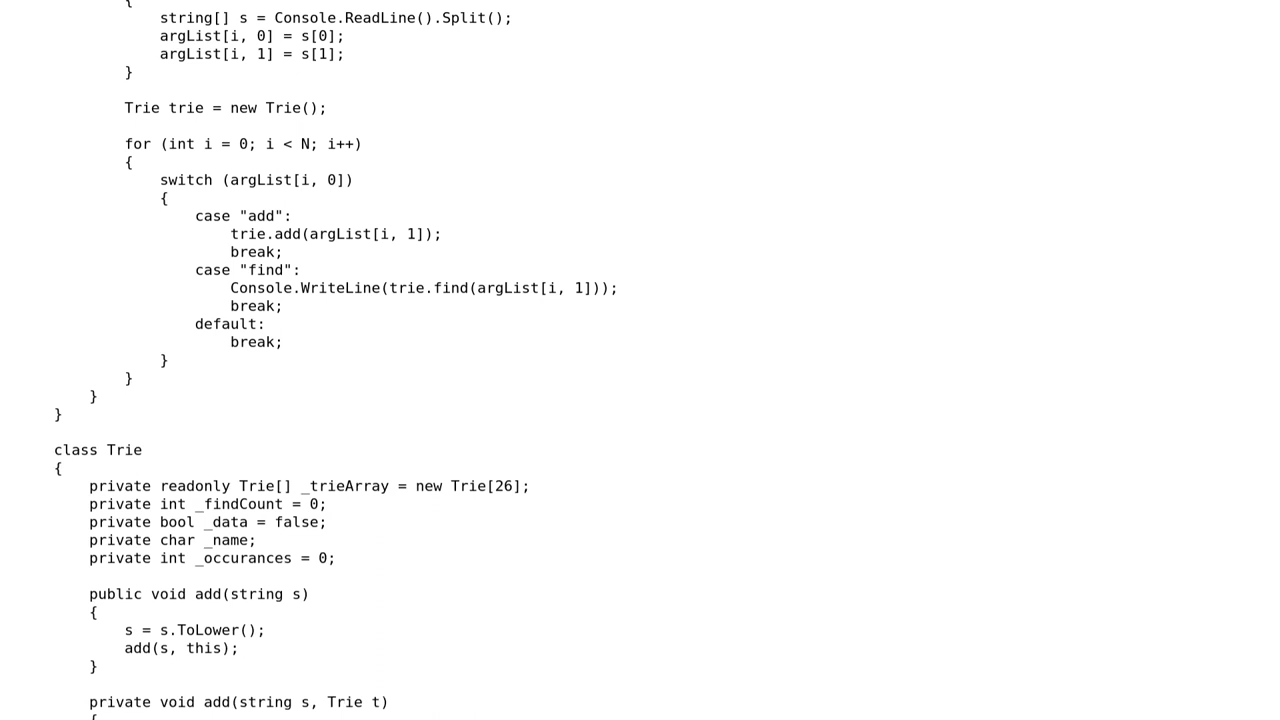 {
string[] s = Console.ReadLine().Split();
argList[i, 0] = s[0];
argList[i, 1] = s[1];
}
Trie trie = new Trie();
for (int i = 0; i < N; i++)
{
switch (argList[i, 0])
{
case "add":
trie.add(argList[i, 1]);
break;
case "find":
Console.WriteLine(trie.find(argList[i, 1]));
break;
default:
break;
}
}
}
}
class Trie
{
private readonly Trie[] _trieArray = new Trie[26];
private int _findCount = 0;
private bool _data = false;
private char _name;
private int _occurances = 0;
public void add(string s)
{
s = s.ToLower();
add(s, this);
}
private void add(string s, Trie t)
{